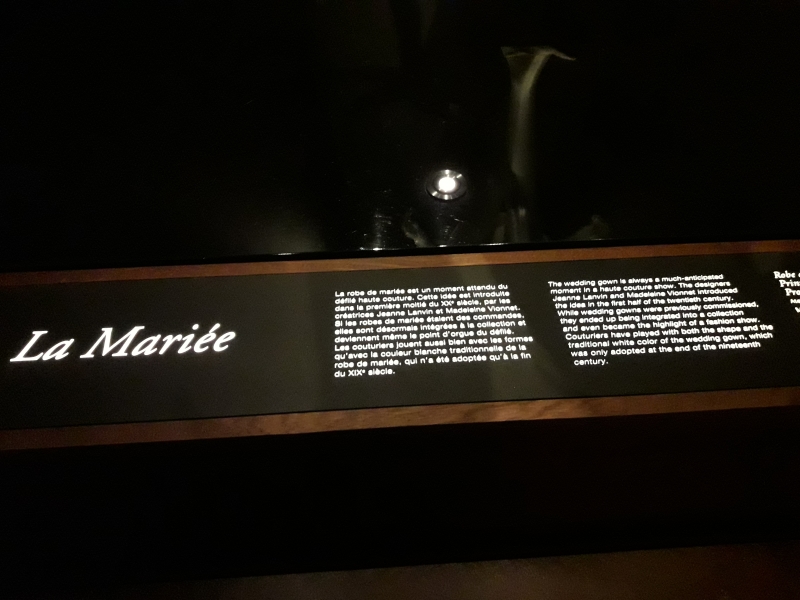 La Mariée
La robe de mariée est un moment attendu du
défilé haute couture. Cette idée est introduite
dans la première moitié du XXᵉ siècle, par les
créatrices Jeanne Lanvin et Madeleine Vionnet.
Si les robes de mariée étaient des commandes,
elles sont désormais intégrées à la collection et
deviennent même le point d'orgue du défilé.
Les couturiers jouent aussi bien avec les formes
qu'avec la couleur blanche traditionnelle de la
robe de mariée, qui n'a été adoptée qu'à la fin
du XIXᵉ siècle.
The wedding gown is always a much-anticipated
moment in a haute couture show. The designers
Jeanne Lanvin and Madeleine Vionnet introduced
the idea in the first half of the twentieth century.
While wedding gowns were previously commissioned,
they ended up being integrated into a collection
and even became the highlight of a fashion show.
Couturiers have played with both the shape and the
traditional white color of the wedding gown, which
was only adopted at the end of the nineteenth
century.
Robe